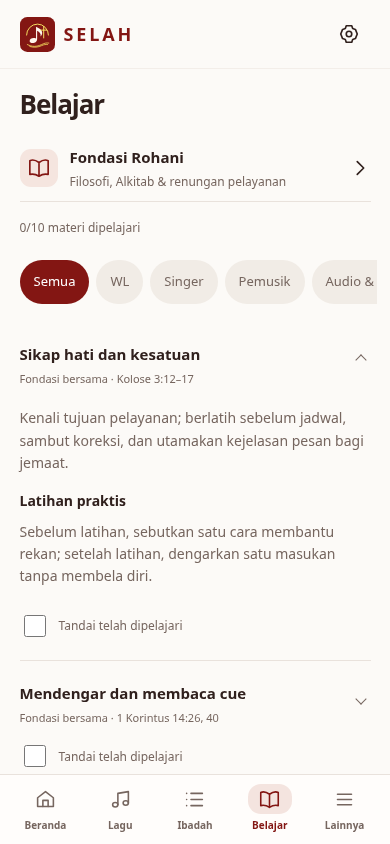 SELAH
Belajar
Fondasi Rohani
Filosofi, Alkitab & renungan pelayanan
0/10 materi dipelajari
Semua WL Singer Pemusik Audio &
Sikap hati dan kesatuan
Fondasi bersama · Kolose 3:12–17
Kenali tujuan pelayanan; berlatih sebelum jadwal,
sambut koreksi, dan utamakan kejelasan pesan bagi
jemaat.
Latihan praktis
Sebelum latihan, sebutkan satu cara membantu
rekan; setelah latihan, dengarkan satu masukan
tanpa membela diri.
Tandai telah dipelajari
Mendengar dan membaca cue
Fondasi bersama · 1 Korintus 14:26, 40
Tandai telah dipelajari
Beranda Lagu Ibadah Belajar Lainnya